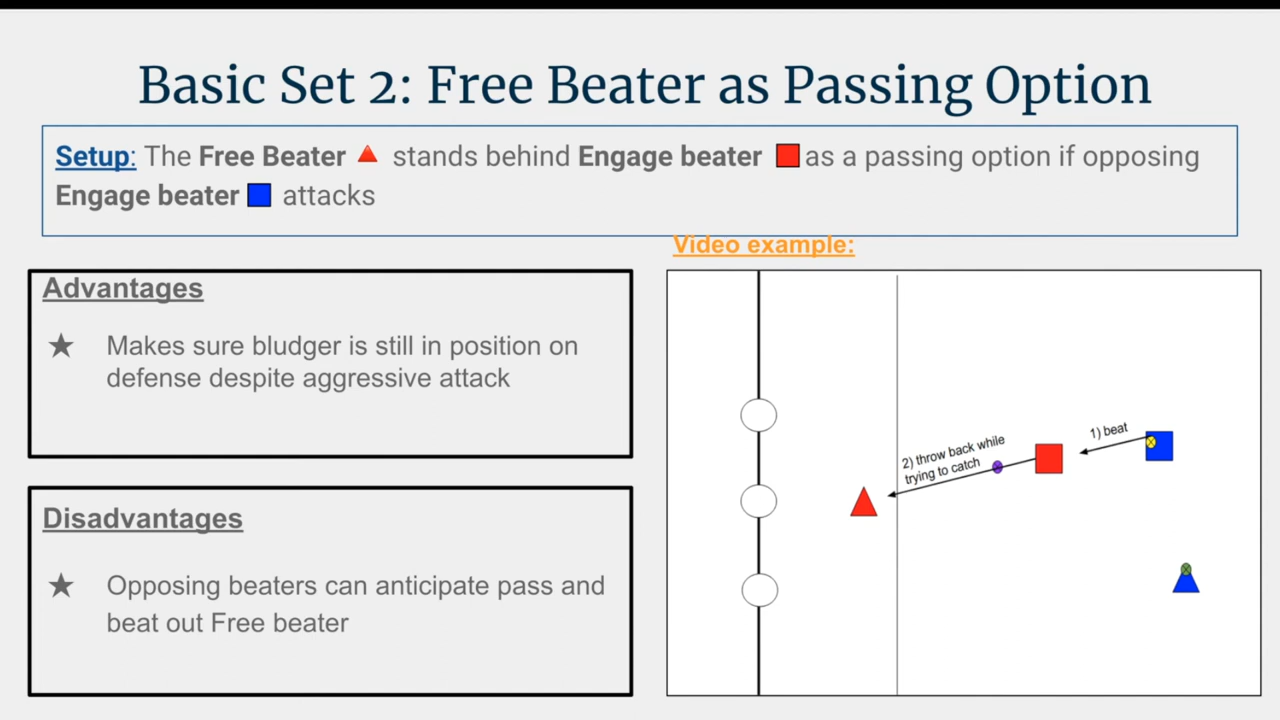 Basic Set 2: Free Beater as Passing Option
Setup: The Free Beater stands behind Engage beater as a passing option if opposing
Engage beater attacks
Video example:
Advantages
★ Makes sure bludger is still in position on
defense despite aggressive attack
Disadvantages
★ Opposing beaters can anticipate pass and
beat out Free beater
1) beat
2) throw back while
trying to catch